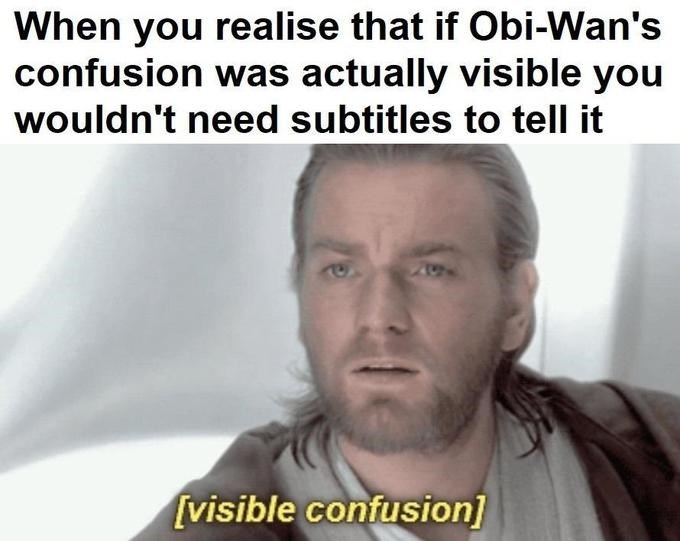 When you realise that if Obi-Wan's
confusion was actually visible you
wouldn't need subtitles to tell it
[visible confusion]